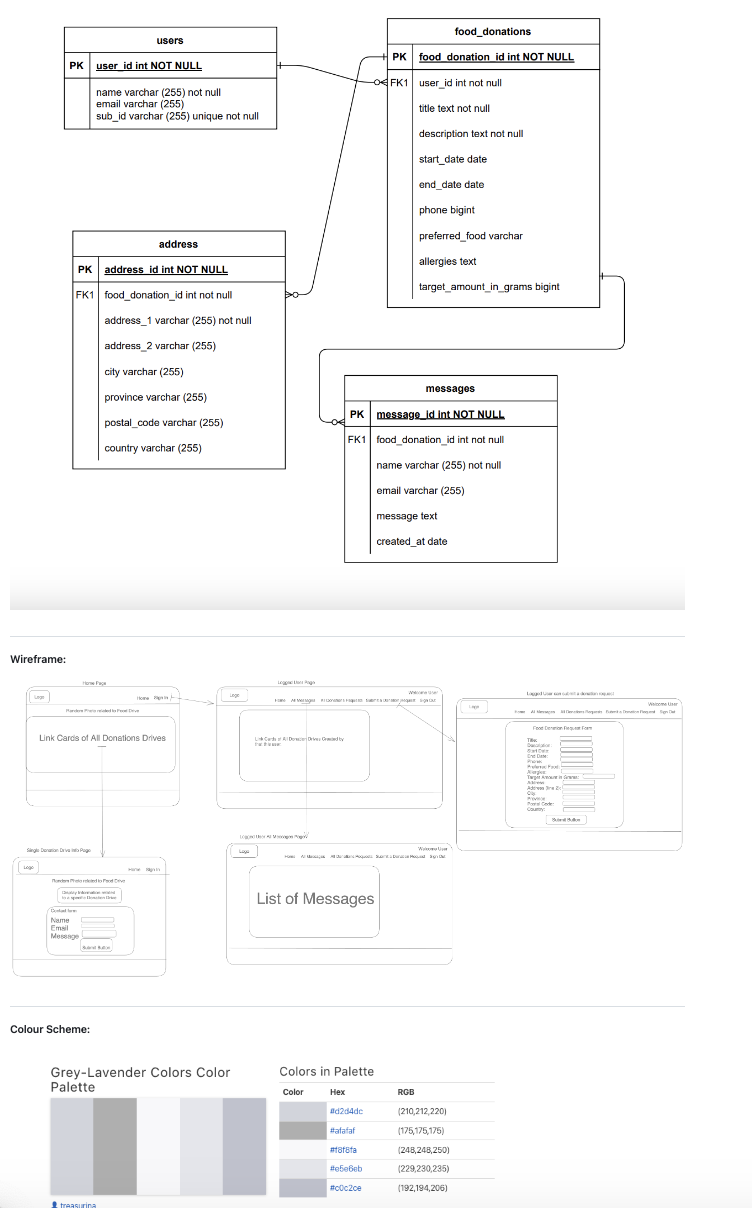 users
PK user_id int NOT NULL
name varchar (255) not null
email varchar (255)
sub_id varchar (255) unique not null
food_donations
PK food_donation_id int NOT NULL
FK1 user_id int not null
title text not null
description text not null
start_date date
end_date date
phone bigint
preferred_food varchar
allergies text
target_amount_in_grams bigint
address
PK address_id int NOT NULL
FK1 food_donation_id int not null
address_1 varchar (255) not null
address_2 varchar (255)
city varchar (255)
province varchar (255)
postal_code varchar (255)
country varchar (255)
messages
PK message_id int NOT NULL
FK1 food_donation_id int not null
name varchar (255) not null
email varchar (255)
message text
created_at date
Wireframe:
Home Page
Logo
Home Sign In
Random Photo related to Food Drive
Link Cards of All Donations Drives
Logged User Page
Logo
Welcome User
Home All Messages All Donations Requests Submit a Donation Request Sign Out
Link Cards of All Donation Drives Created by
that this user
Logged User can submit a donation request
Logo
Welcome User
Home All Messages All Donations Requests Submit a Donation Request Sign Out
Food Donation Request Form
Title:
Description:
Start Date:
End Date:
Phone:
Preferred Food:
Allergies:
Target Amount in Grams:
Address:
City:
Province:
Postal Code:
Country:
Submit Button
Single Donation Drive Info Page
Logo
Home Sign In
Random Photo related to Food Drive
Display Information related
to a specific Donation Drive
Contact form
Name
Email
Message
Submit Button
Logged User All Messages Pages
Logo
Welcome User
Home All Messages All Donations Requests Submit a Donation Request Sign Out
List of Messages
Colour Scheme:
Grey-Lavender Colors Color
Palette
treasurina
Colors in Palette
Color Hex RGB
#d2d4dc (210,212,220)
#afafaf (175,175,175)
#f8f8fa (248,248,250)
#e5e6eb (229,230,235)
#c0c2ce (192,194,206)